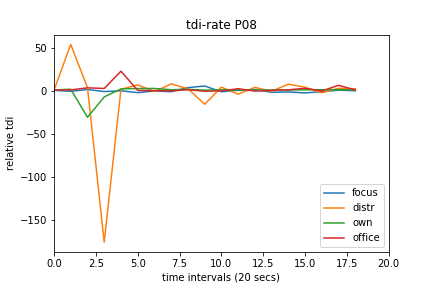 tdi-rate P08
relative tdi
50
0
−50
−100
−150
0.0 2.5 5.0 7.5 10.0 12.5 15.0 17.5 20.0
time intervals (20 secs)
focus
distr
own
office